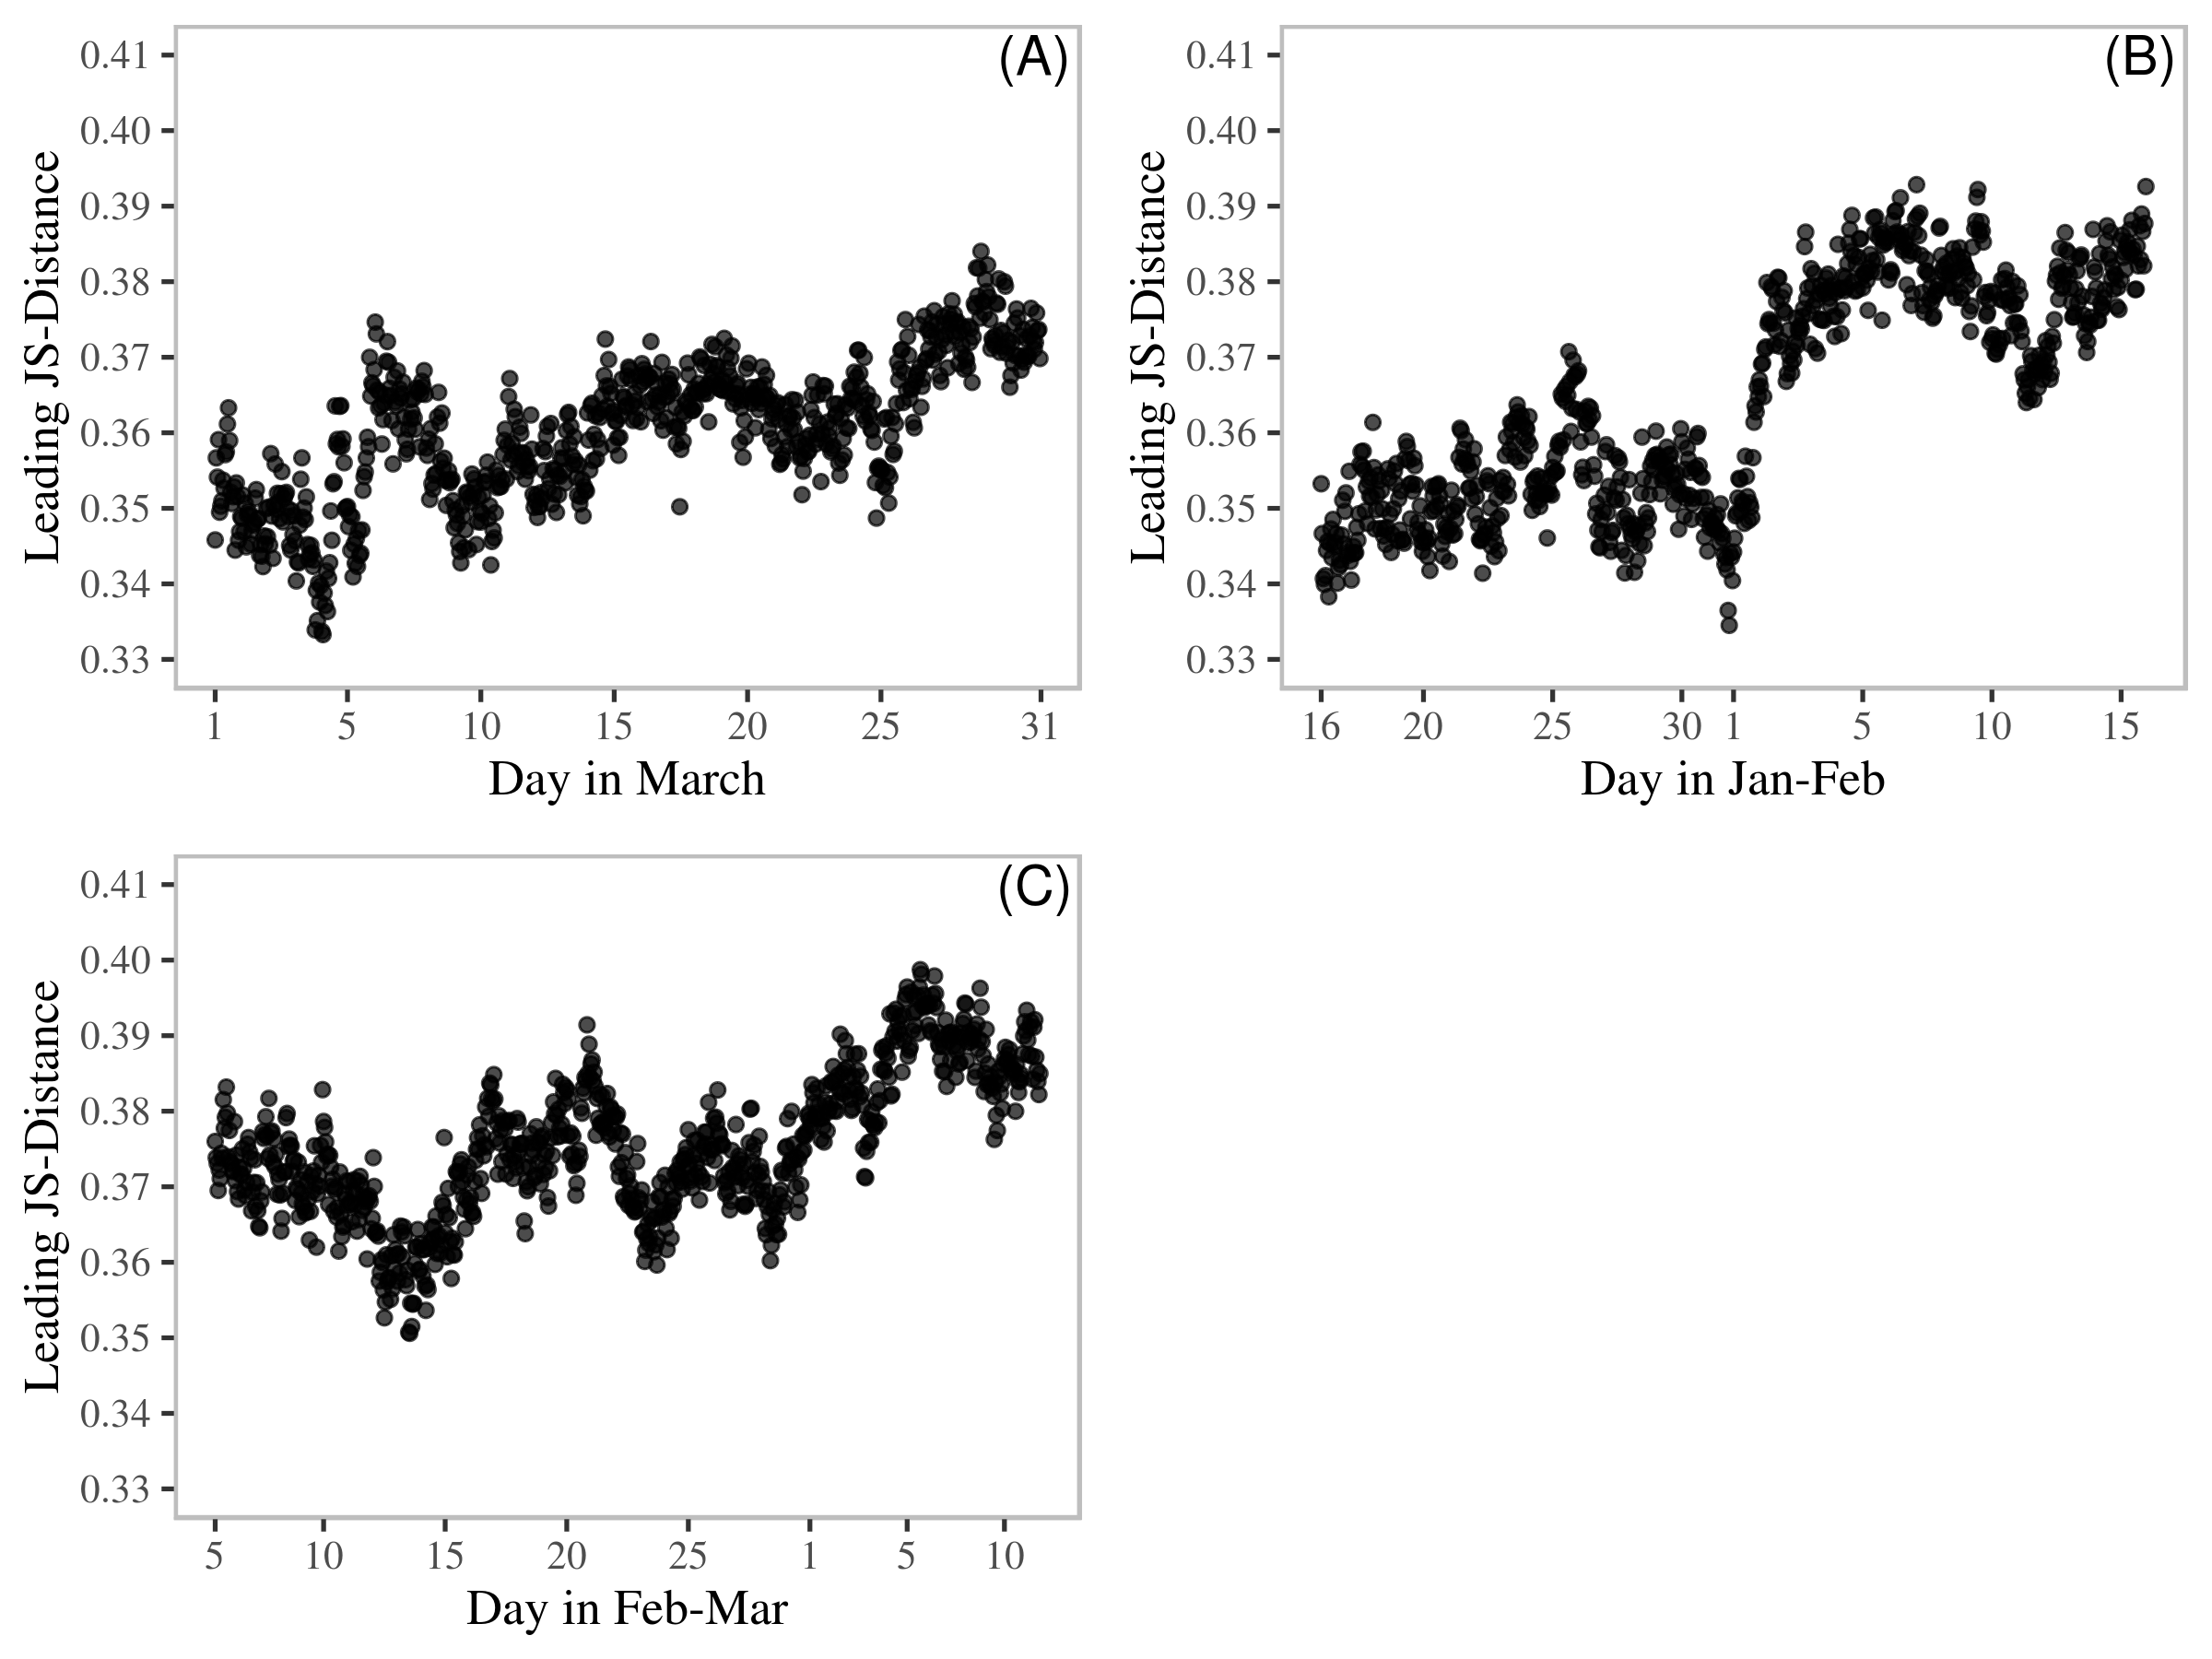 (A)
Leading JS-Distance
0.41
0.40
0.39
0.38
0.37
0.36
0.35
0.34
0.33
1 5 10 15 20 25 31
Day in March
(B)
Leading JS-Distance
0.41
0.40
0.39
0.38
0.37
0.36
0.35
0.34
0.33
16 20 25 30 1 5 10 15
Day in Jan-Feb
(C)
Leading JS-Distance
0.41
0.40
0.39
0.38
0.37
0.36
0.35
0.34
0.33
5 10 15 20 25 1 5 10
Day in Feb-Mar